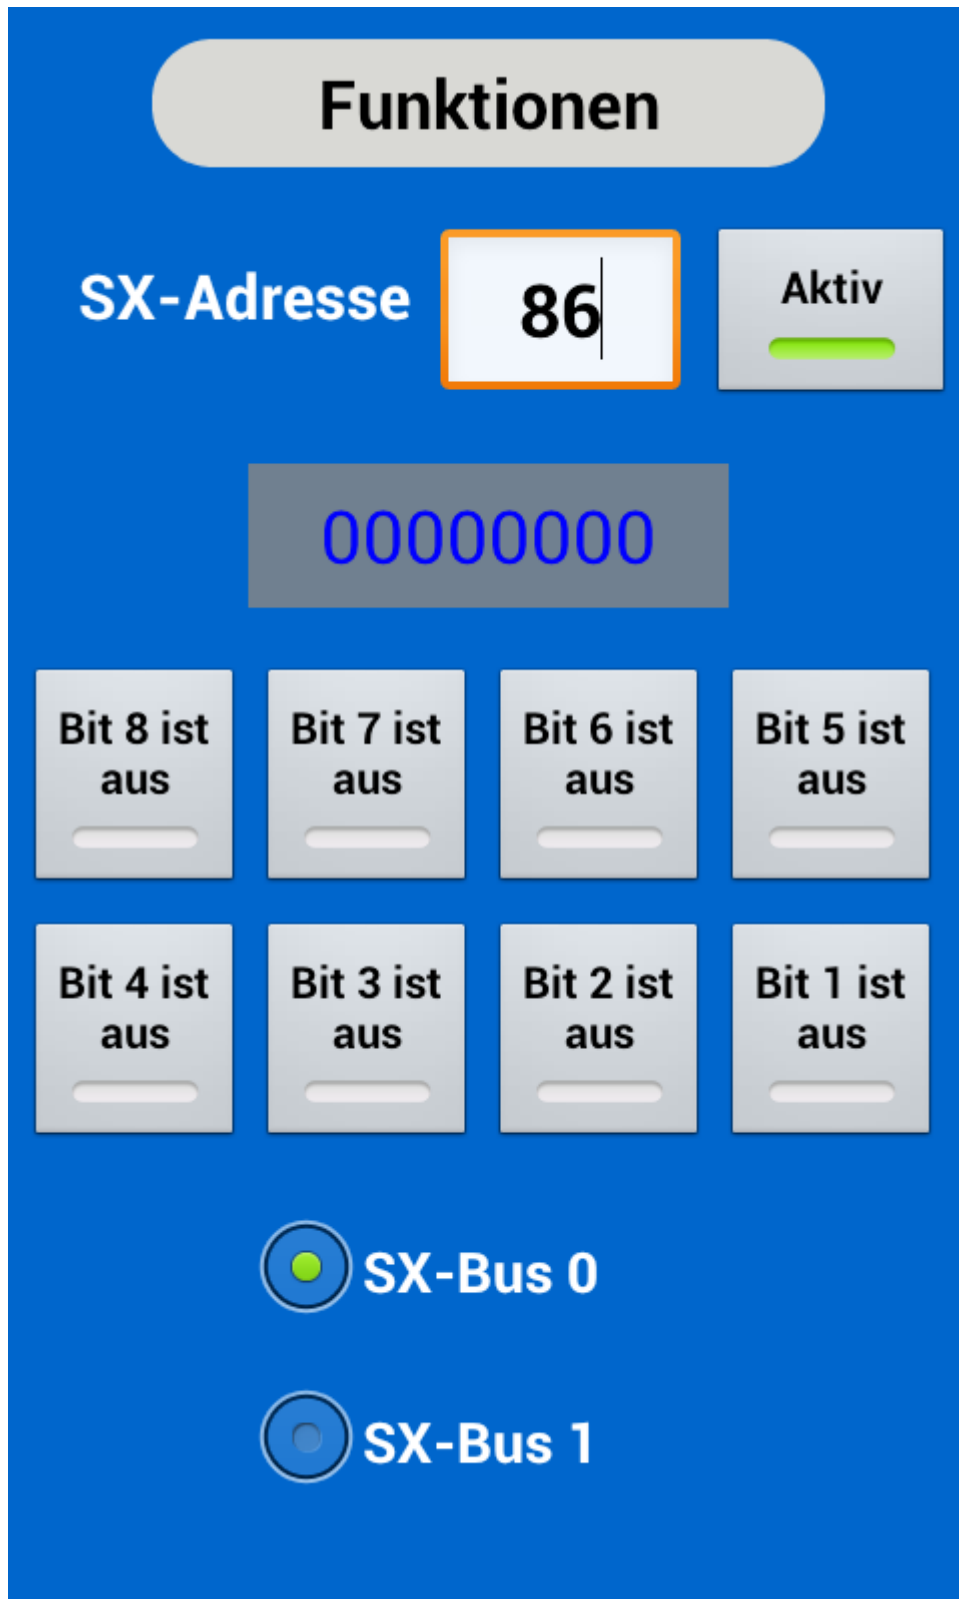 Funktionen
SX-Adresse 86 Aktiv
00000000
Bit 8 ist aus
Bit 7 ist aus
Bit 6 ist aus
Bit 5 ist aus
Bit 4 ist aus
Bit 3 ist aus
Bit 2 ist aus
Bit 1 ist aus
SX-Bus 0
SX-Bus 1